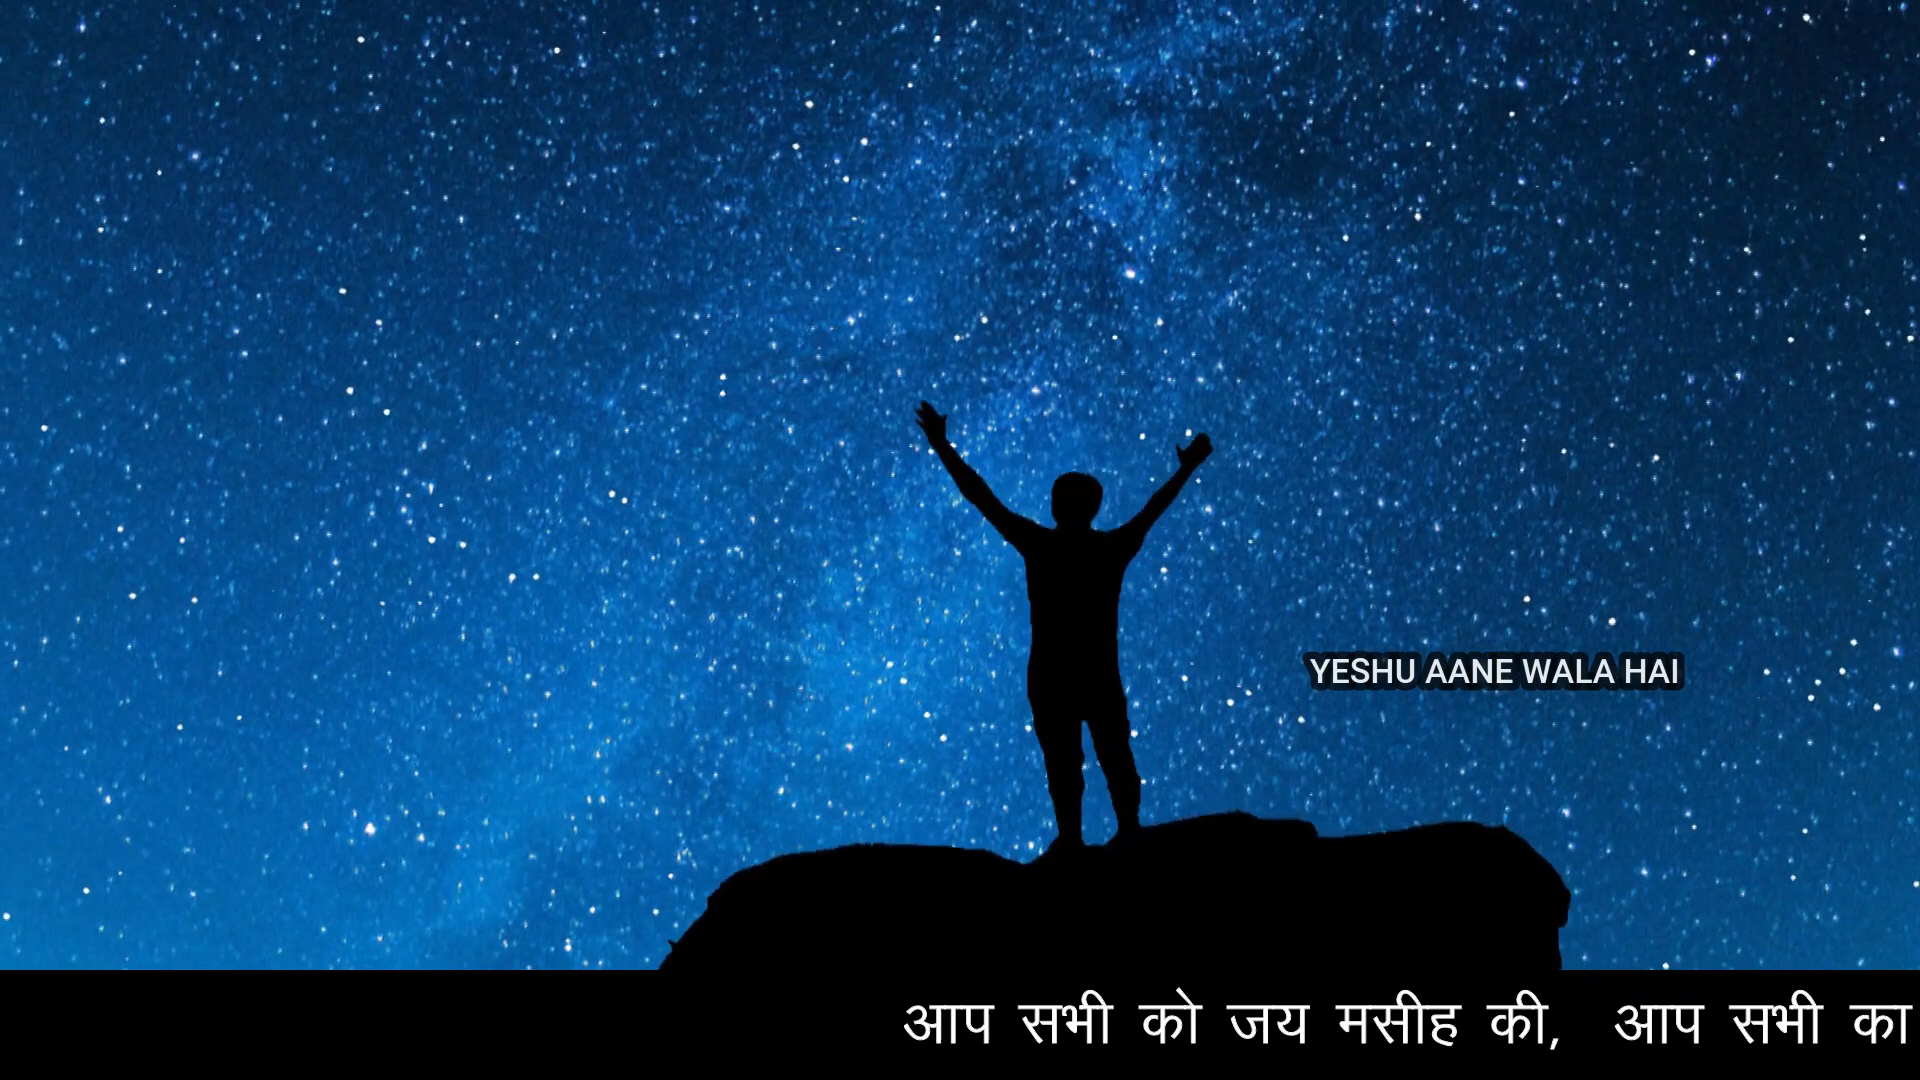 YESHU AANE WALA HAI
आप सभी को जय मसीह की, आप सभी का